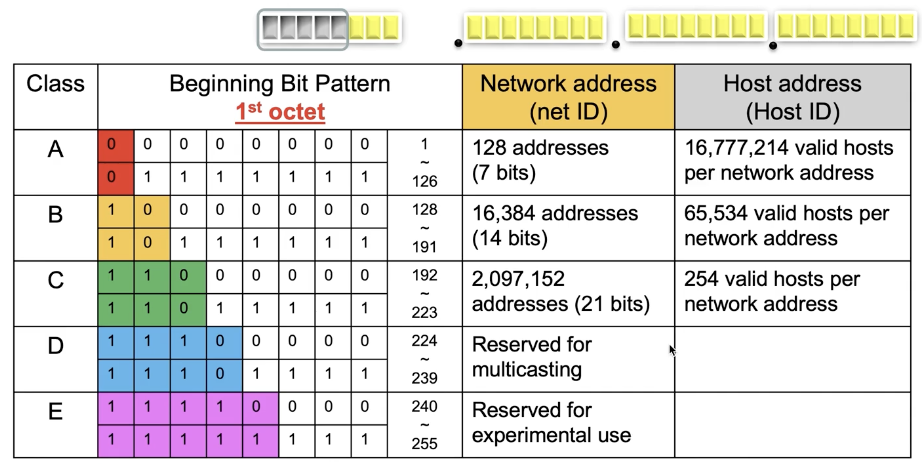 Class
Beginning Bit Pattern
1st octet
Network address
(net ID)
Host address
(Host ID)
A
0 0 0 0 0 0 0 0
0 1 1 1 1 1 1 1
1
~
126
128 addresses
(7 bits)
16,777,214 valid hosts
per network address
B
1 0 0 0 0 0 0 0
1 0 1 1 1 1 1 1
128
~
191
16,384 addresses
(14 bits)
65,534 valid hosts per
network address
C
1 1 0 0 0 0 0 0
1 1 0 1 1 1 1 1
192
~
223
2,097,152
addresses (21 bits)
254 valid hosts per
network address
D
1 1 1 0 0 0 0 0
1 1 1 0 1 1 1 1
224
~
239
Reserved for
multicasting
E
1 1 1 1 0 0 0 0
1 1 1 1 1 1 1 1
240
~
255
Reserved for
experimental use